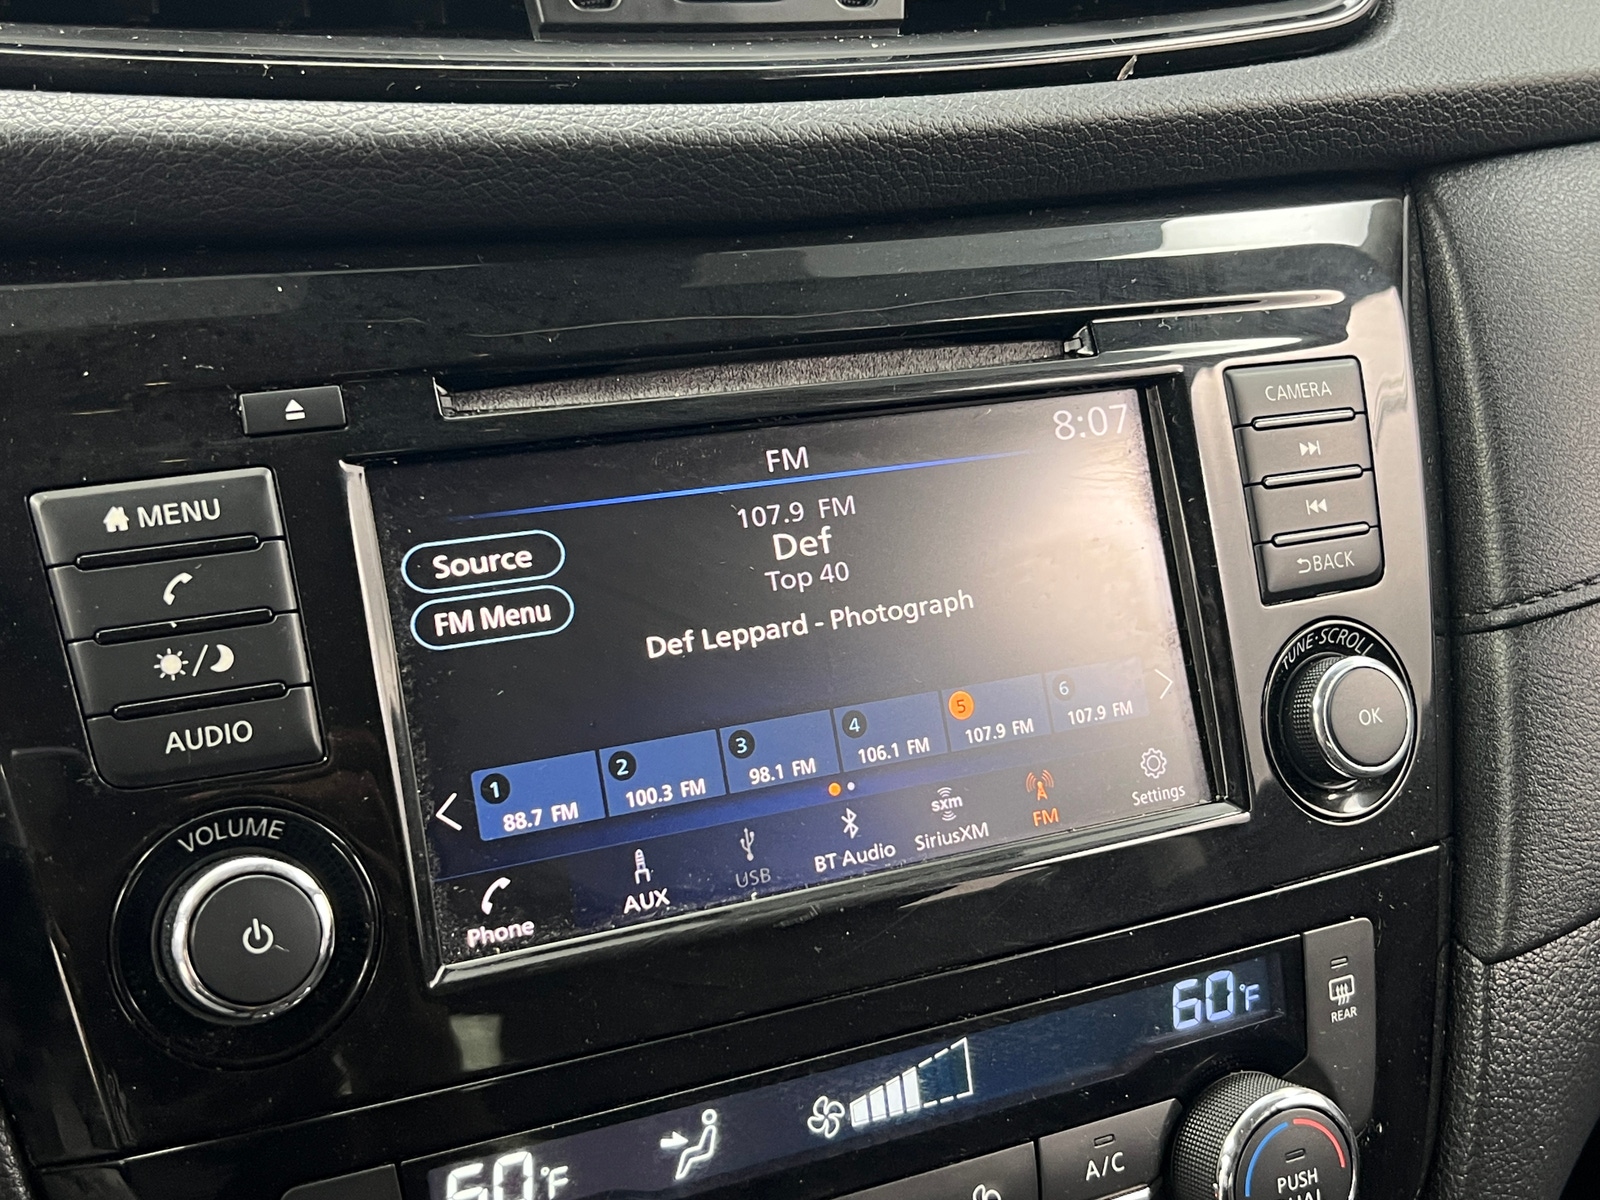 8:07
FM
107.9 FM
Def
Top 40
Def Leppard - Photograph
Source
FM Menu
1
88.7 FM
2
100.3 FM
3
98.1 FM
4
106.1 FM
5
107.9 FM
6
107.9 FM
Phone
AUX
USB
BT Audio
sxm
SiriusXM
FM
Settings
MENU
AUDIO
VOLUME
CAMERA
BACK
TUNE·SCROLL
OK
60°F
REAR
60°F
A/C
PUSH